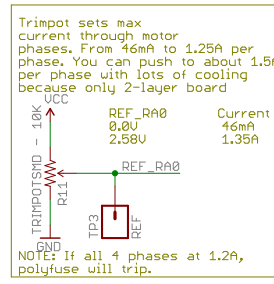 Trimpot sets max
current through motor
phases. From 46mA to 1.25A per
phase. You can push to about 1.5A
per phase with lots of cooling
because only 2-layer board
VCC
REF_RA0 Current
0.0V 46mA
2.58V 1.35A
TRIMPOTSMD - 10K
R11
REF_RA0
TP3
REF
GND
NOTE: If all 4 phases at 1.2A,
polyfuse will trip.